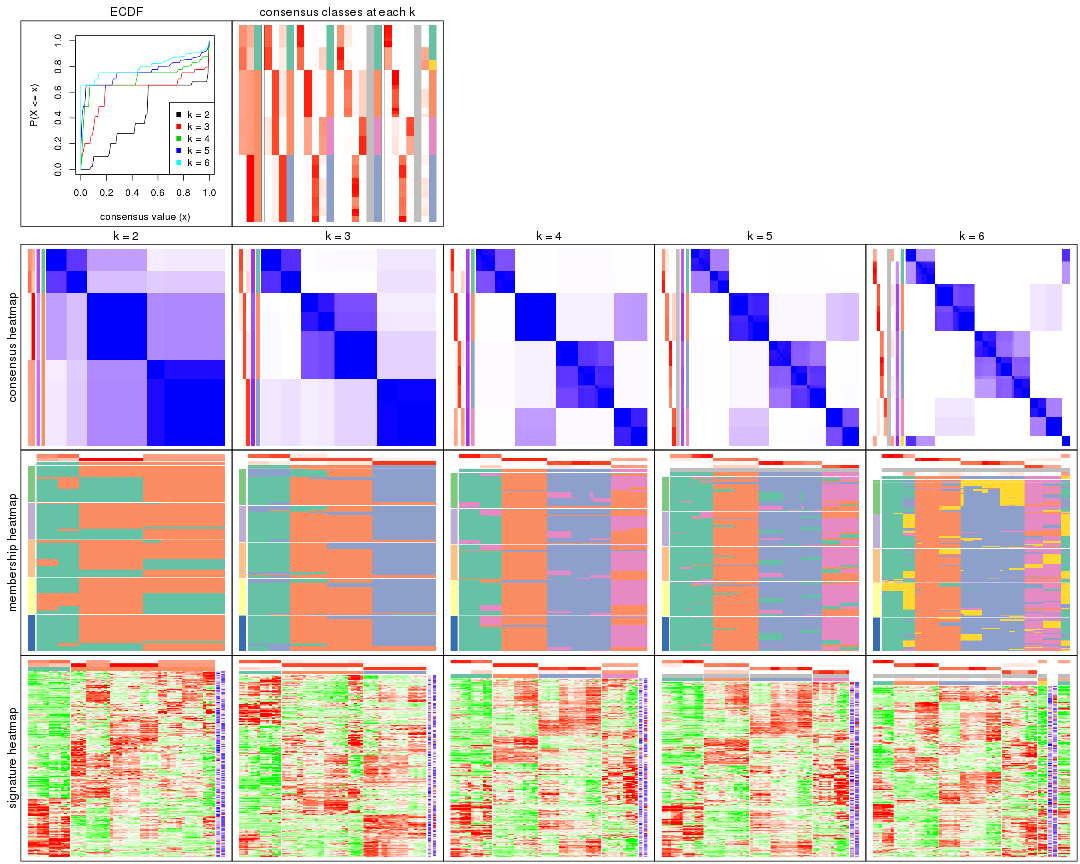 ECDF
consensus classes at each k
P(X <= x)
1.0
0.8
0.6
0.4
0.2
0.0
k = 2
k = 3
k = 4
k = 5
k = 6
0.0 0.2 0.4 0.6 0.8 1.0
consensus value (x)
k = 2
k = 3
k = 4
k = 5
k = 6
consensus heatmap
membership heatmap
signature heatmap